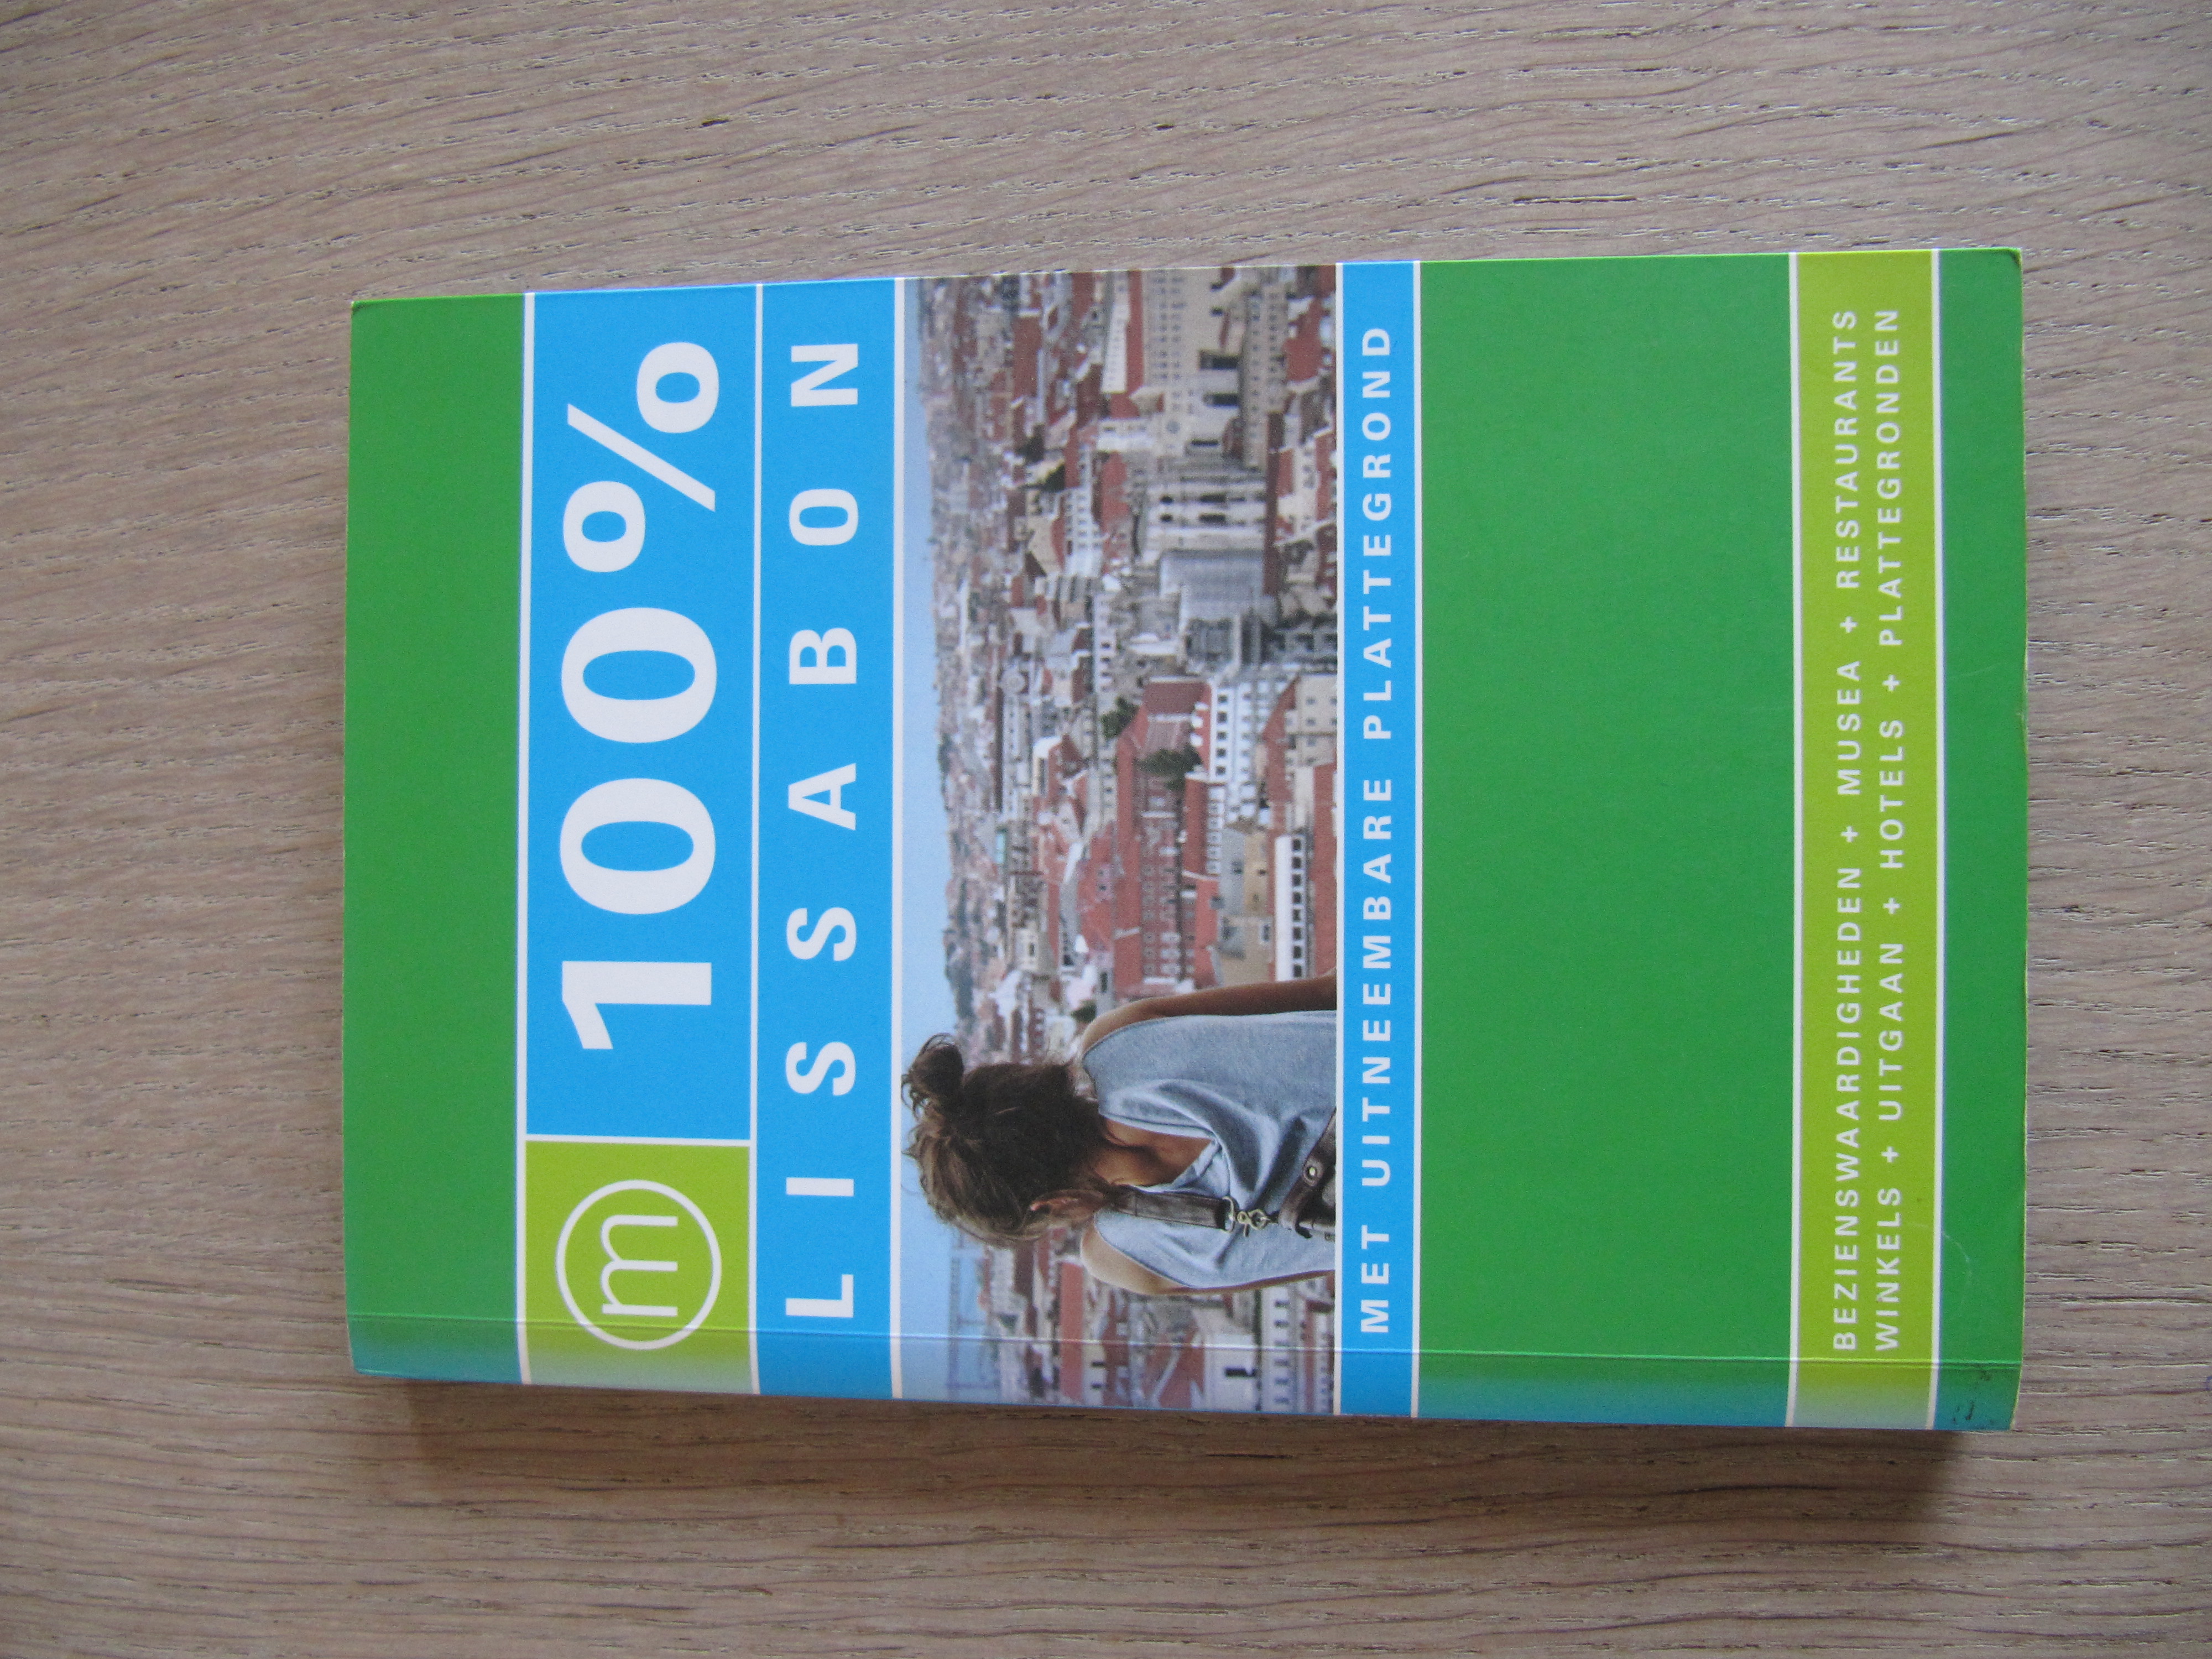 m 100%
LISSABON
MET UITNEEMBARE PLATTEGROND
BEZIENSWAARDIGHEDEN + MUSEA + RESTAURANTS
WINKELS + UITGAAN + HOTELS + PLATTEGRONDEN